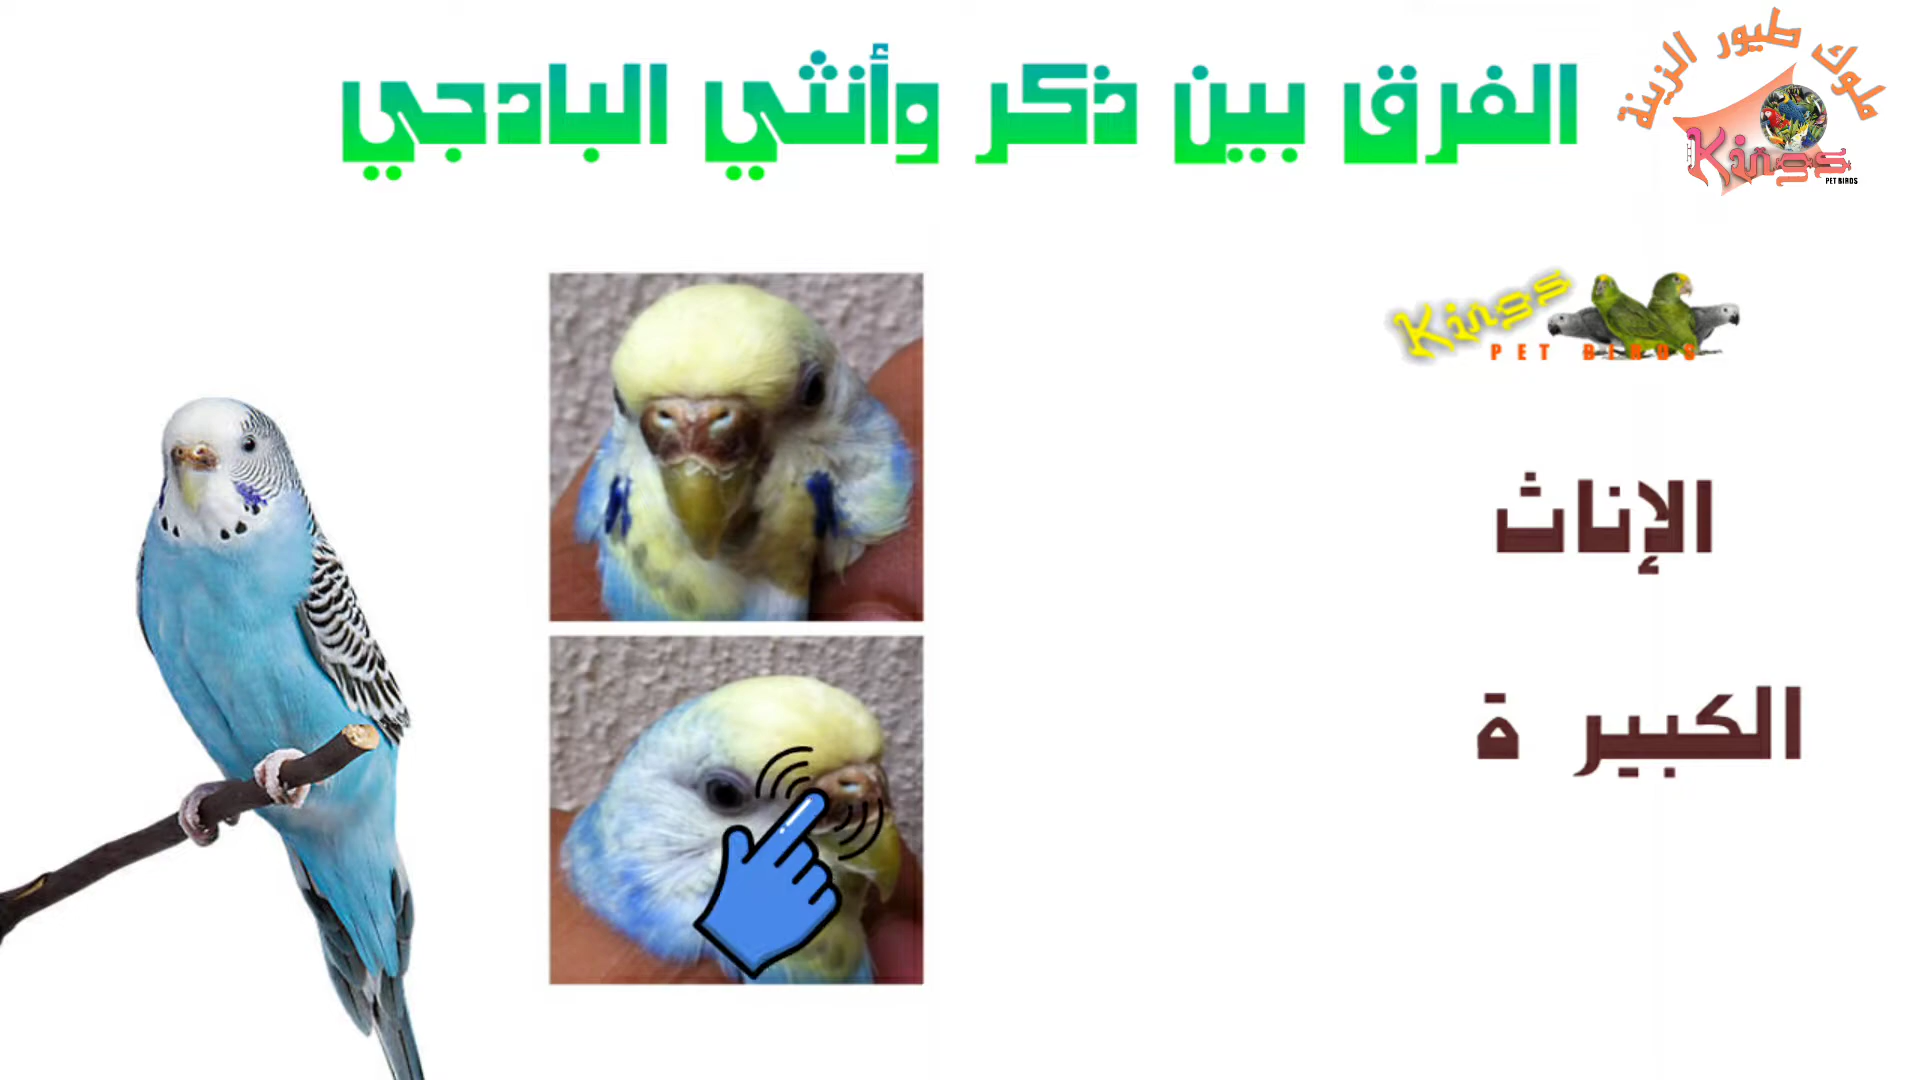 الفرق بين ذكر وأنثي البادجي
ملوك طيور الزينة
Kings
PET BIRDS
Kings
PET BIRDS
الإناث
الكبير ة